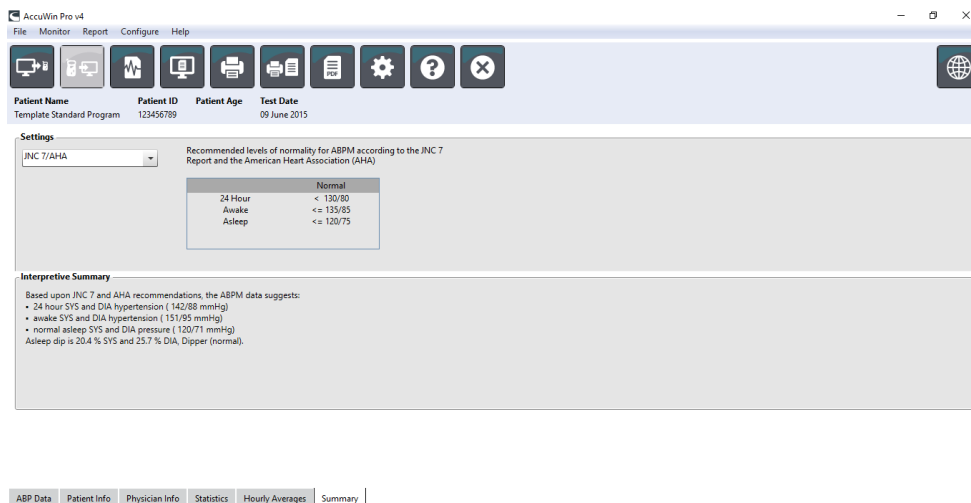 AccuWin Pro v4
File Monitor Report Configure Help
PDF
Patient Name Patient ID Patient Age Test Date
Template Standard Program 123456789 09 June 2015
Settings
JNC 7/AHA
Recommended levels of normality for ABPM according to the JNC 7
Report and the American Heart Association (AHA)
Normal
24 Hour < 130/80
Awake <= 135/85
Asleep <= 120/75
Interpretive Summary
Based upon JNC 7 and AHA recommendations, the ABPM data suggests:
• 24 hour SYS and DIA hypertension ( 142/88 mmHg)
• awake SYS and DIA hypertension ( 151/95 mmHg)
• normal asleep SYS and DIA pressure ( 120/71 mmHg)
Asleep dip is 20.4 % SYS and 25.7 % DIA, Dipper (normal).
ABP Data Patient Info Physician Info Statistics Hourly Averages Summary